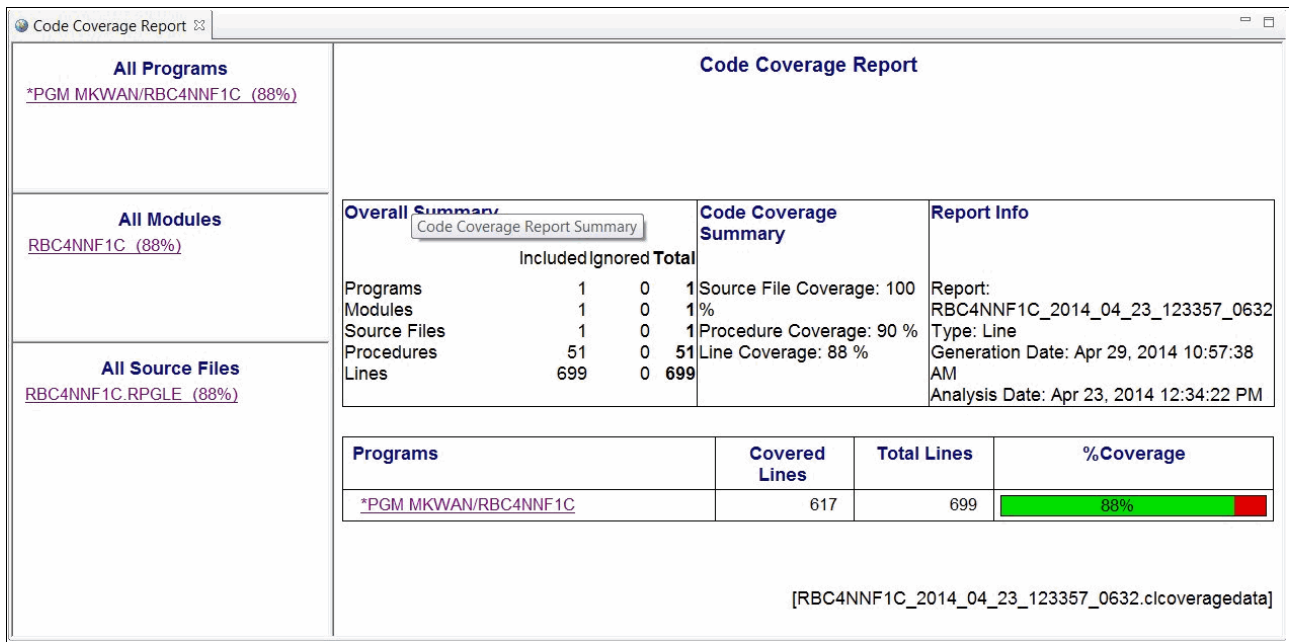 Code Coverage Report
All Programs
*PGM MKWAN/RBC4NNF1C (88%)
All Modules
RBC4NNF1C (88%)
All Source Files
RBC4NNF1C.RPGLE (88%)
Code Coverage Report
Overall Summary
Code Coverage Report Summary
Included Ignored Total
Programs 1 0 1
Modules 1 0 1
Source Files 1 0 1
Procedures 51 0 51
Lines 699 0 699
Code Coverage
Summary
Source File Coverage: 100
%
Procedure Coverage: 90 %
Line Coverage: 88 %
Report Info
Report:
RBC4NNF1C_2014_04_23_123357_0632
Type: Line
Generation Date: Apr 29, 2014 10:57:38
AM
Analysis Date: Apr 23, 2014 12:34:22 PM
Programs Covered Lines Total Lines %Coverage
*PGM MKWAN/RBC4NNF1C 617 699 88%
[RBC4NNF1C_2014_04_23_123357_0632.clcoveragedata]